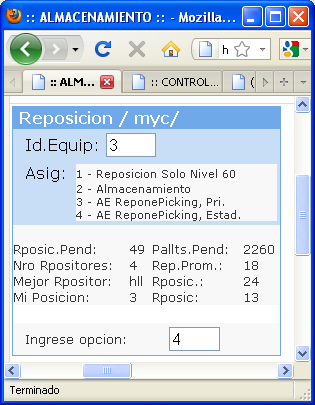 :: ALMACENAMIENTO :: - Mozilla...
h
:: ALM...
:: CONTROL...
(
Reposicion / myc/
Id.Equip: 3
Asig: 1 - Reposicion Solo Nivel 60
2 - Almacenamiento
3 - AE ReponePicking, Pri.
4 - AE ReponePicking, Estad.
Rposic.Pend: 49 Pallts.Pend: 2260
Nro Rpositores: 4 Rep.Prom.: 18
Mejor Rpositor: hll Rposic.: 24
Mi Posicion: 3 Rposic: 13
Ingrese opcion: 4
Terminado